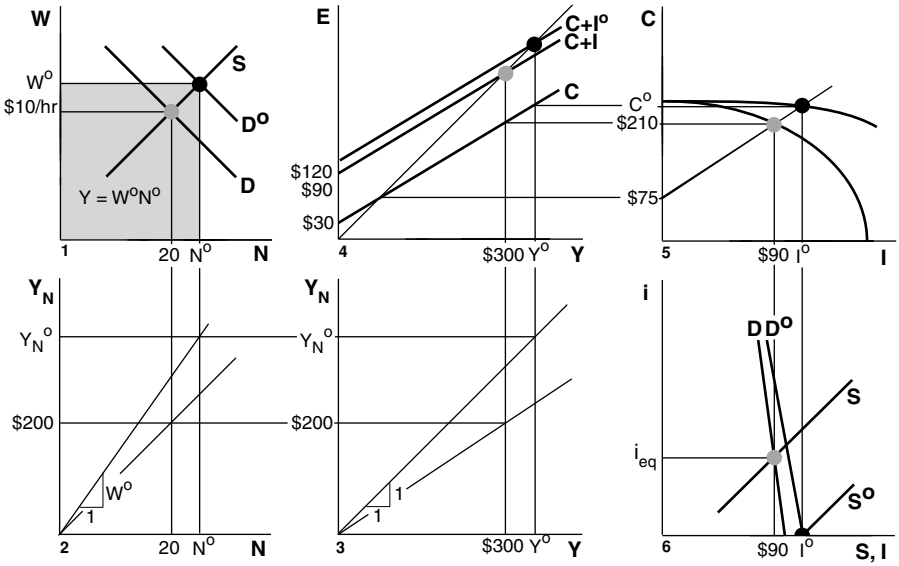 W
W°
$10/hr
S
D°
D
Y = W°N°
1
20 N° N
E
C+I°
C+I
C
$120
$90
$30
4
$300 Y° Y
C
C°
$210
$75
5
$90 I° I
Y_N
Y_N°
$200
W°
1
2
20 N° N
Y_N
Y_N°
$200
1
1
3
$300 Y° Y
i
D D°
S
i_eq
S°
6
$90 I° S, I